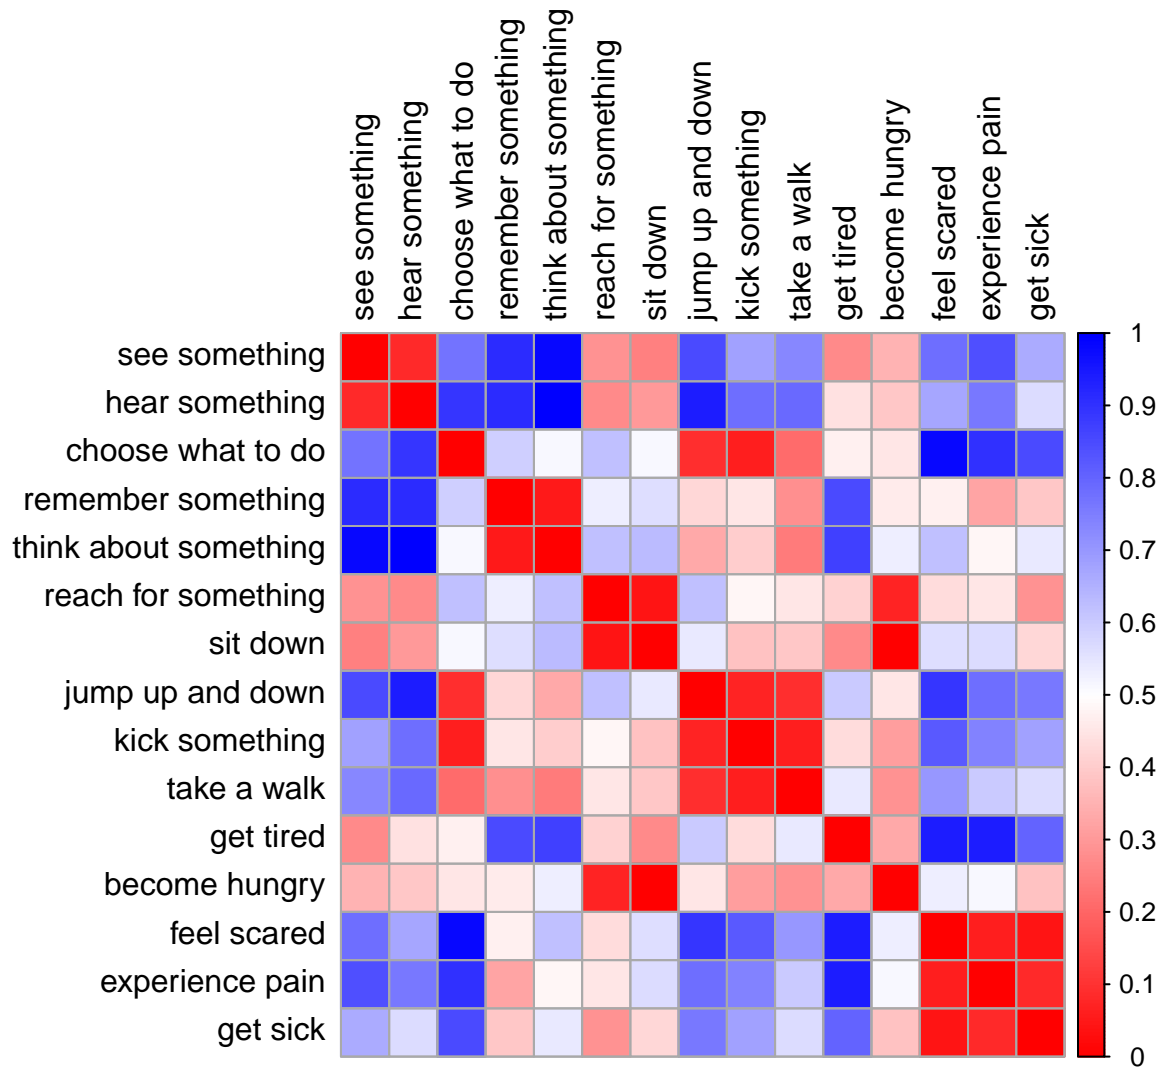 see something
hear something
choose what to do
remember something
think about something
reach for something
sit down
jump up and down
kick something
take a walk
get tired
become hungry
feel scared
experience pain
get sick
see something
hear something
choose what to do
remember something
think about something
reach for something
sit down
jump up and down
kick something
take a walk
get tired
become hungry
feel scared
experience pain
get sick
1
0.9
0.8
0.7
0.6
0.5
0.4
0.3
0.2
0.1
0